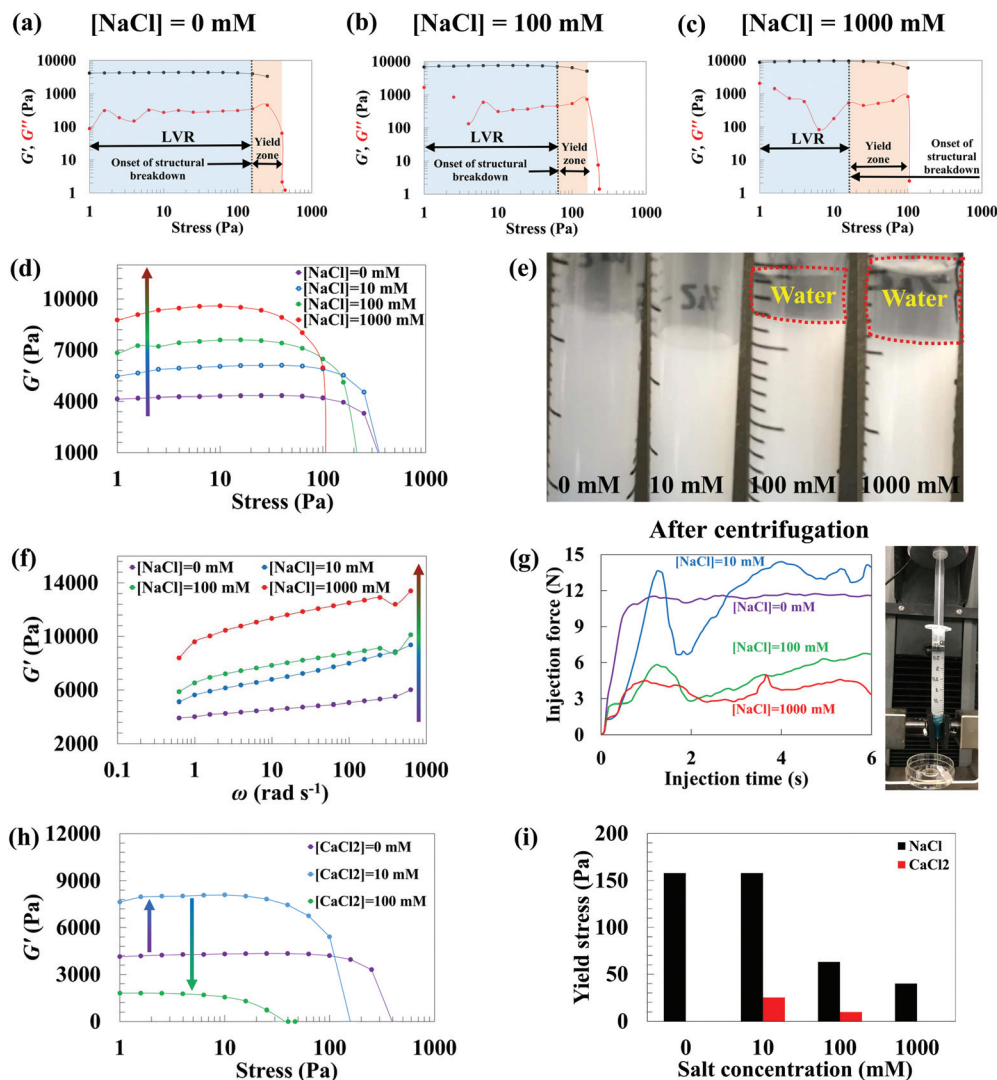 (a) [NaCl] = 0 mM
(b) [NaCl] = 100 mM
(c) [NaCl] = 1000 mM
G', G'' (Pa)
10000
1000
100
10
1
LVR
Yield
zone
Onset of structural
breakdown
1 10 100 1000
Stress (Pa)
G', G'' (Pa)
10000
1000
100
10
1
LVR
Yield
zone
Onset of structural
breakdown
1 10 100 1000
Stress (Pa)
G', G'' (Pa)
10000
1000
100
10
1
LVR
Yield
zone
Onset of
structural
breakdown
1 10 100 1000
Stress (Pa)
(d)
G' (Pa)
10000
7000
4000
1000
[NaCl]=0 mM
[NaCl]=10 mM
[NaCl]=100 mM
[NaCl]=1000 mM
1 10 100 1000
Stress (Pa)
(e)
Water
Water
0 mM 10 mM 100 mM 1000 mM
After centrifugation
(f)
G' (Pa)
14000
10000
6000
2000
[NaCl]=0 mM
[NaCl]=10 mM
[NaCl]=100 mM
[NaCl]=1000 mM
0.1 1 10 100 1000
ω (rad s⁻¹)
(g)
Injection force (N)
15
12
9
6
3
0
[NaCl]=10 mM
[NaCl]=0 mM
[NaCl]=100 mM
[NaCl]=1000 mM
0 2 4 6
Injection time (s)
(h)
G' (Pa)
12000
9000
6000
3000
0
[CaCl2]=0 mM
[CaCl2]=10 mM
[CaCl2]=100 mM
1 10 100 1000
Stress (Pa)
(i)
Yield stress (Pa)
200
150
100
50
0
NaCl
CaCl2
0 10 100 1000
Salt concentration (mM)